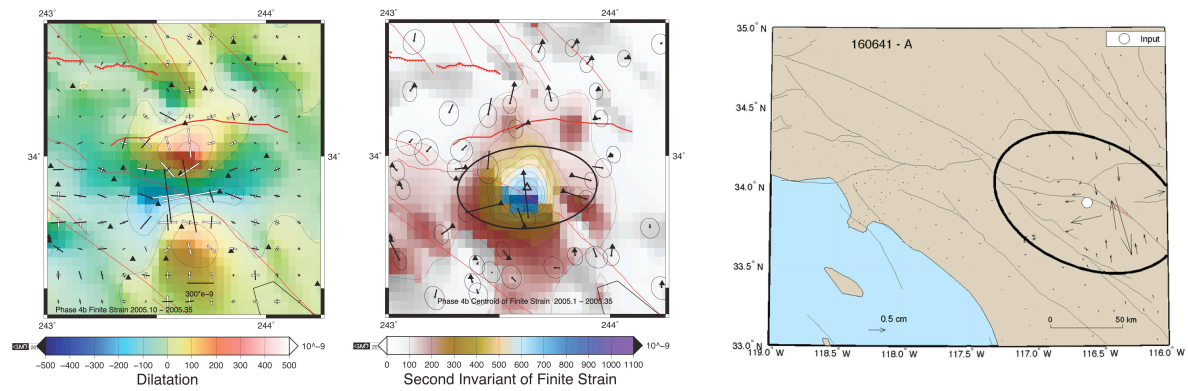 243° 244°
34°
300*e−9
Phase 4b Finite Strain 2005.10 − 2005.35
243° 244°
GMD
−500 −400 −300 −200 −100 0 100 200 300 400 500
10^−9
Dilatation
243° 244°
34° 34°
Phase 4b Centroid of Finite Strain 2005.1 − 2005.35
243° 244°
GMD
0 100 200 300 400 500 600 700 800 900 1000 1100
10^−9
Second Invariant of Finite Strain
35.0° N
160641 - A
Input
34.5° N
34.0° N
33.5° N
0.5 cm
0 50 km
33.0° N
119.0° W 118.5° W 118.0° W 117.5° W 117.0° W 116.5° W 116.0° W